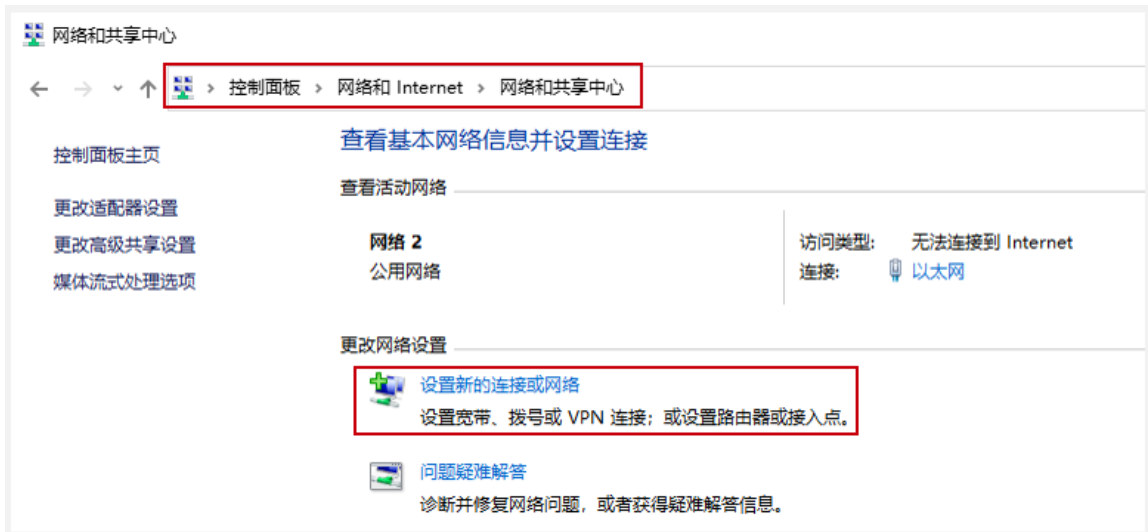 网络和共享中心
控制面板 > 网络和 Internet > 网络和共享中心
控制面板主页
更改适配器设置
更改高级共享设置
媒体流式处理选项
查看基本网络信息并设置连接
查看活动网络
网络 2
公用网络
访问类型: 无法连接到 Internet
连接: 以太网
更改网络设置
设置新的连接或网络
设置宽带、拨号或 VPN 连接；或设置路由器或接入点。
问题疑难解答
诊断并修复网络问题，或者获得疑难解答信息。